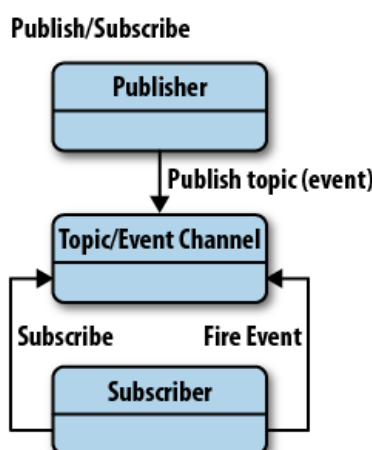 Publish/Subscribe
Publisher
Publish topic (event)
Topic/Event Channel
Subscribe
Fire Event
Subscriber